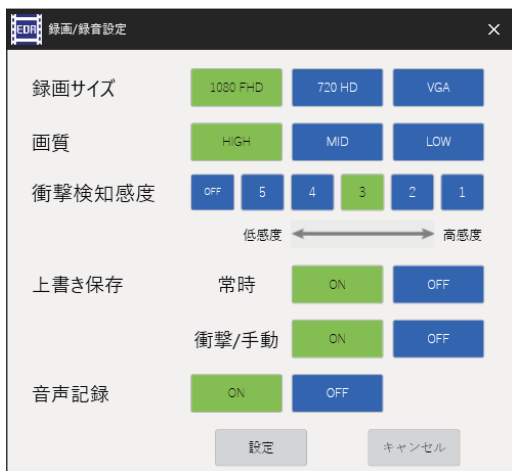 EDR 録画/録音設定 ×
録画サイズ 1080 FHD 720 HD VGA
画質 HIGH MID LOW
衝撃検知感度 OFF 5 4 3 2 1
低感度 高感度
上書き保存 常時 ON OFF
衝撃/手動 ON OFF
音声記録 ON OFF
設定 キャンセル